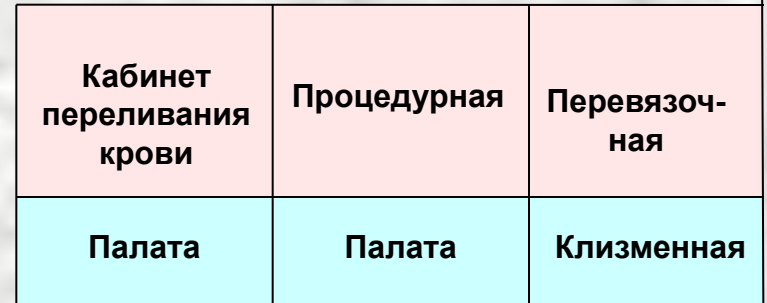 Кабинет
переливания
крови
Процедурная
Перевязоч-
ная
Палата
Палата
Клизменная